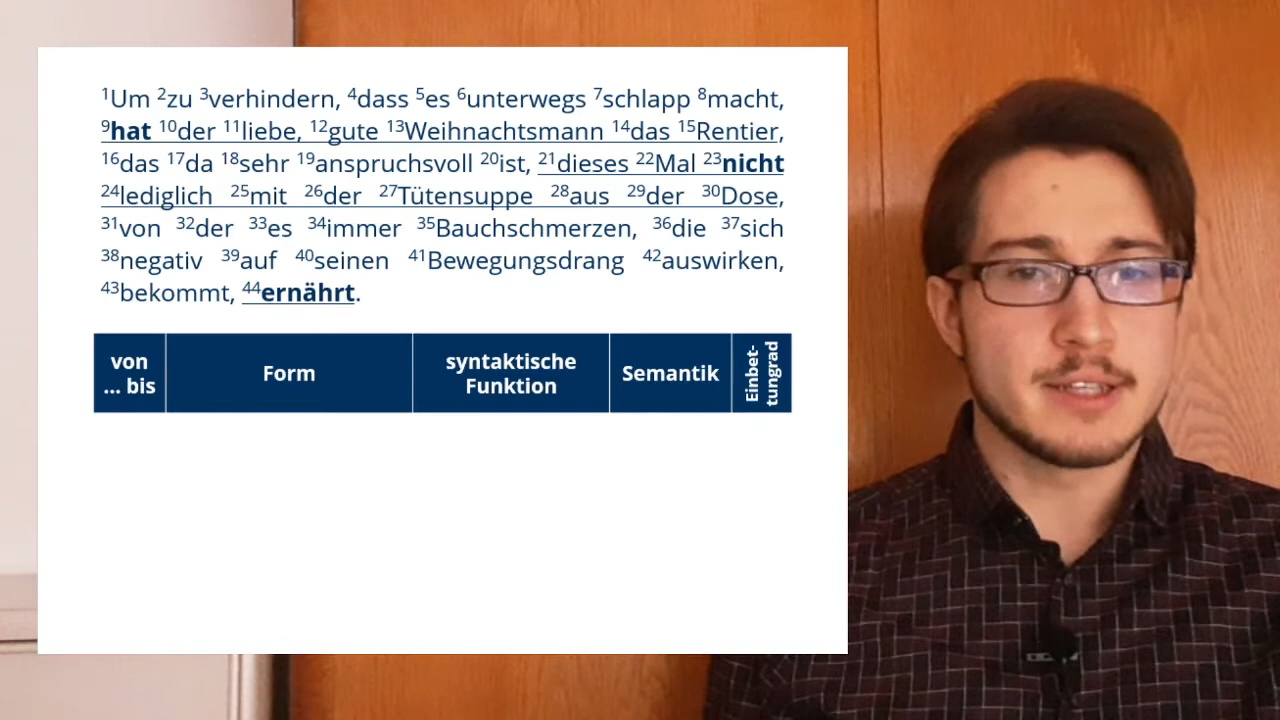 ¹Um ²zu ³verhindern, ⁴dass ⁵es ⁶unterwegs ⁷schlapp ⁸macht,
⁹hat ¹⁰der ¹¹liebe, ¹²gute ¹³Weihnachtsmann ¹⁴das ¹⁵Rentier,
¹⁶das ¹⁷da ¹⁸sehr ¹⁹anspruchsvoll ²⁰ist, ²¹dieses ²²Mal ²³nicht
²⁴lediglich ²⁵mit ²⁶der ²⁷Tütensuppe ²⁸aus ²⁹der ³⁰Dose,
³¹von ³²der ³³es ³⁴immer ³⁵Bauchschmerzen, ³⁶die ³⁷sich
³⁸negativ ³⁹auf ⁴⁰seinen ⁴¹Bewegungsdrang ⁴²auswirken,
⁴³bekommt, ⁴⁴ernährt.
von
... bis
Form
syntaktische
Funktion
Semantik
Einbet-
tungrad